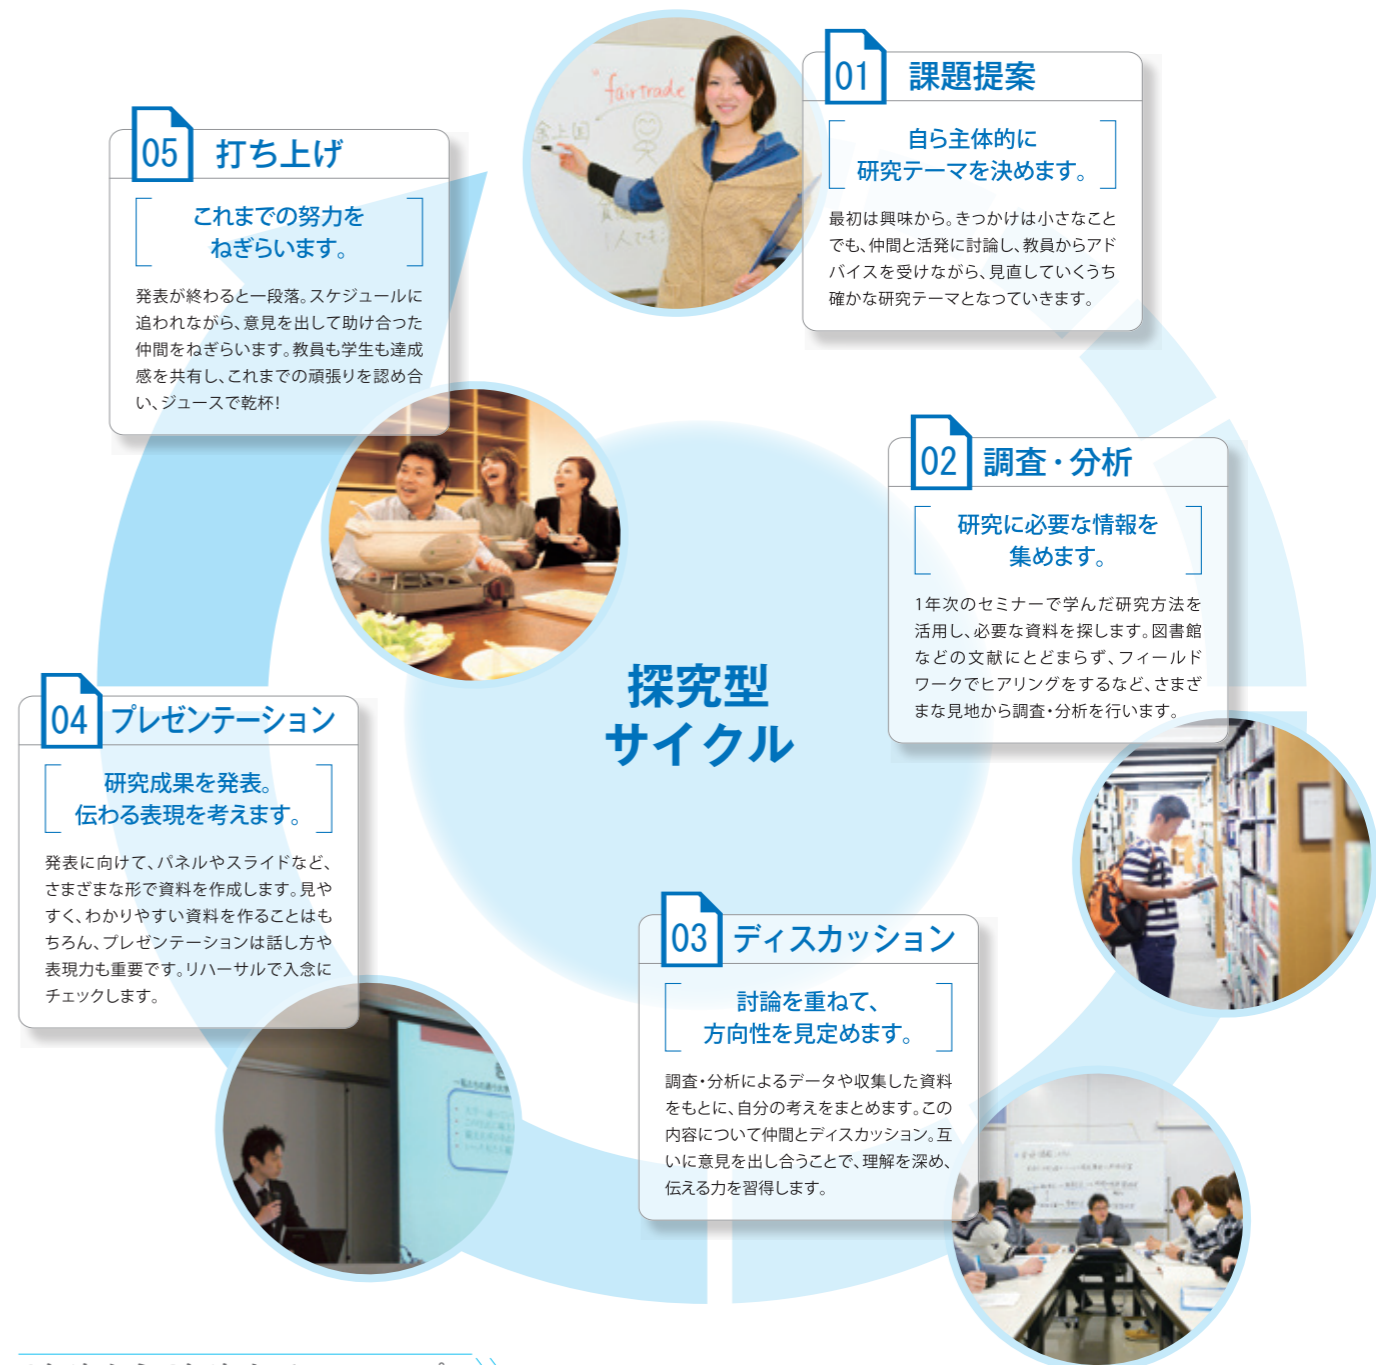 01 課題提案
自ら主体的に
研究テーマを決めます。
最初は興味から。きっかけは小さなこと
でも、仲間と活発に討論し、教員からアド
バイスを受けながら、見直していくうち
確かな研究テーマとなっていきます。
"fairtrade"
02 調査・分析
研究に必要な情報を
集めます。
1年次のセミナーで学んだ研究方法を
活用し、必要な資料を探します。図書館
などの文献にとどまらず、フィールド
ワークでヒアリングをするなど、さまざ
まな見地から調査・分析を行います。
03 ディスカッション
討論を重ねて、
方向性を見定めます。
調査・分析によるデータや収集した資料
をもとに、自分の考えをまとめます。この
内容について仲間とディスカッション。互
いに意見を出し合うことで、理解を深め、
伝える力を習得します。
04 プレゼンテーション
研究成果を発表。
伝わる表現を考えます。
発表に向けて、パネルやスライドなど、
さまざまな形で資料を作成します。見や
すく、わかりやすい資料を作ることはも
ちろん、プレゼンテーションは話し方や
表現力も重要です。リハーサルで入念に
チェックします。
05 打ち上げ
これまでの努力を
ねぎらいます。
発表が終わると一段落。スケジュールに
追われながら、意見を出して助け合った
仲間をねぎらいます。教員も学生も達成
感を共有し、これまでの頑張りを認め合
い、ジュースで乾杯!
探究型
サイクル